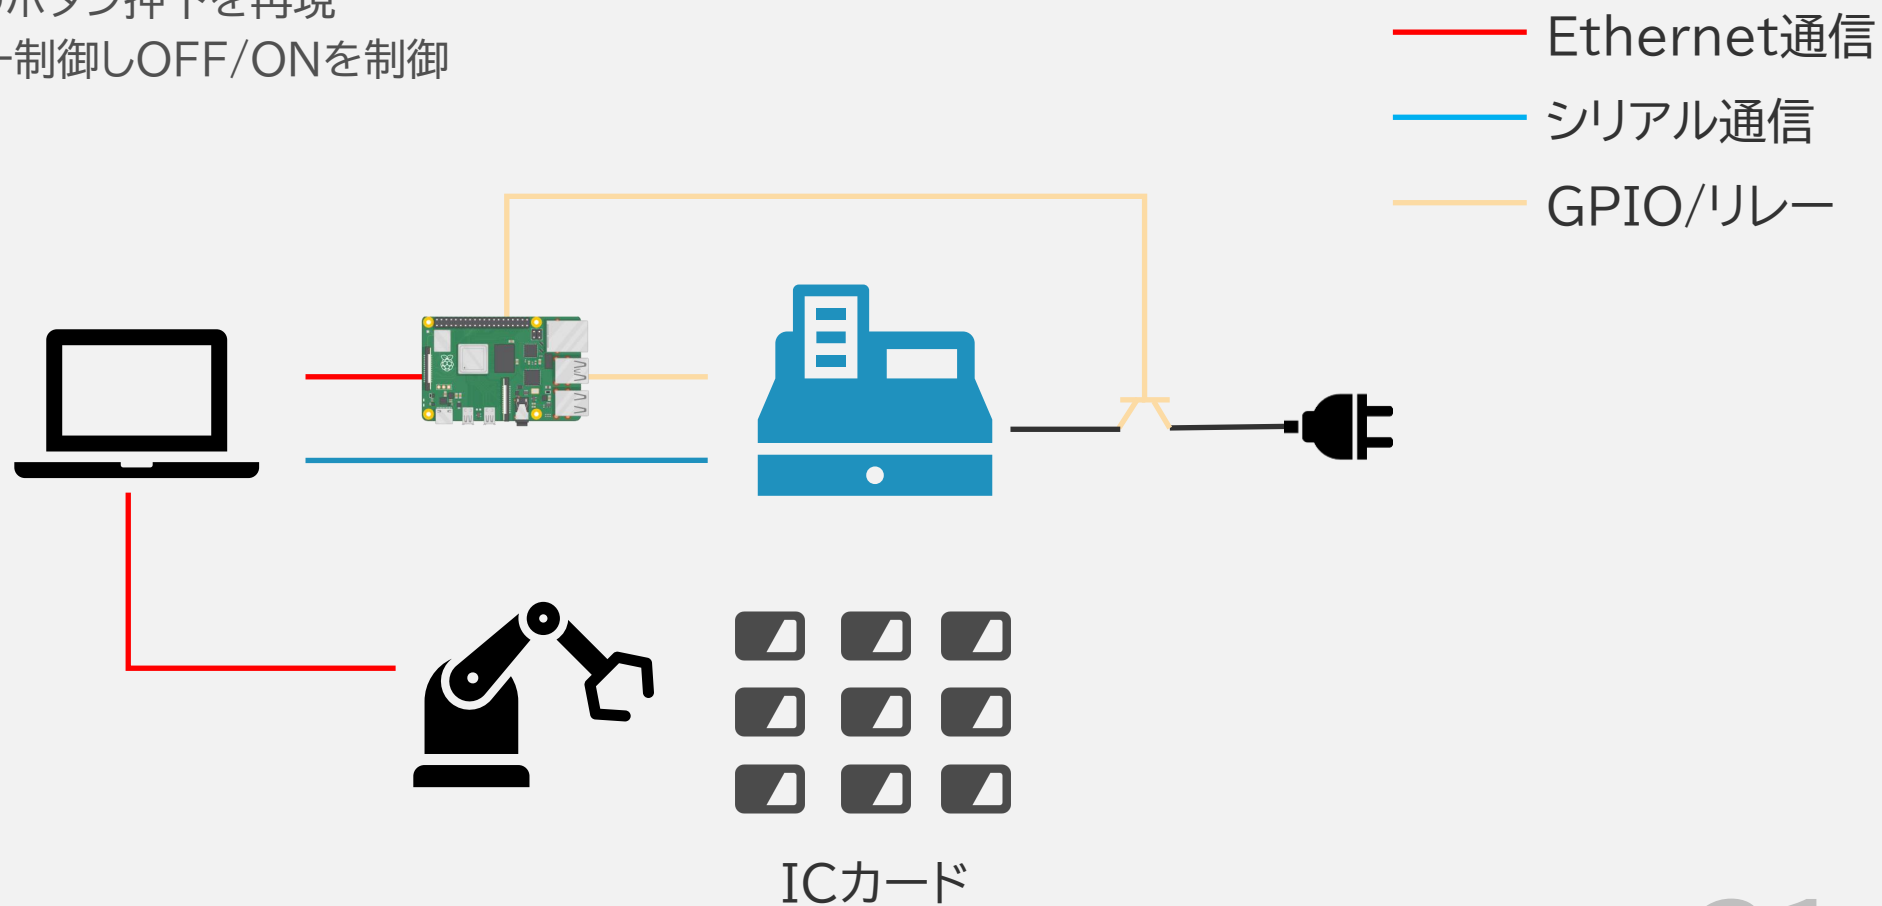 ボタン押下を再現
制御しOFF/ONを制御
Ethernet通信
シリアル通信
GPIO/リレー
ICカード